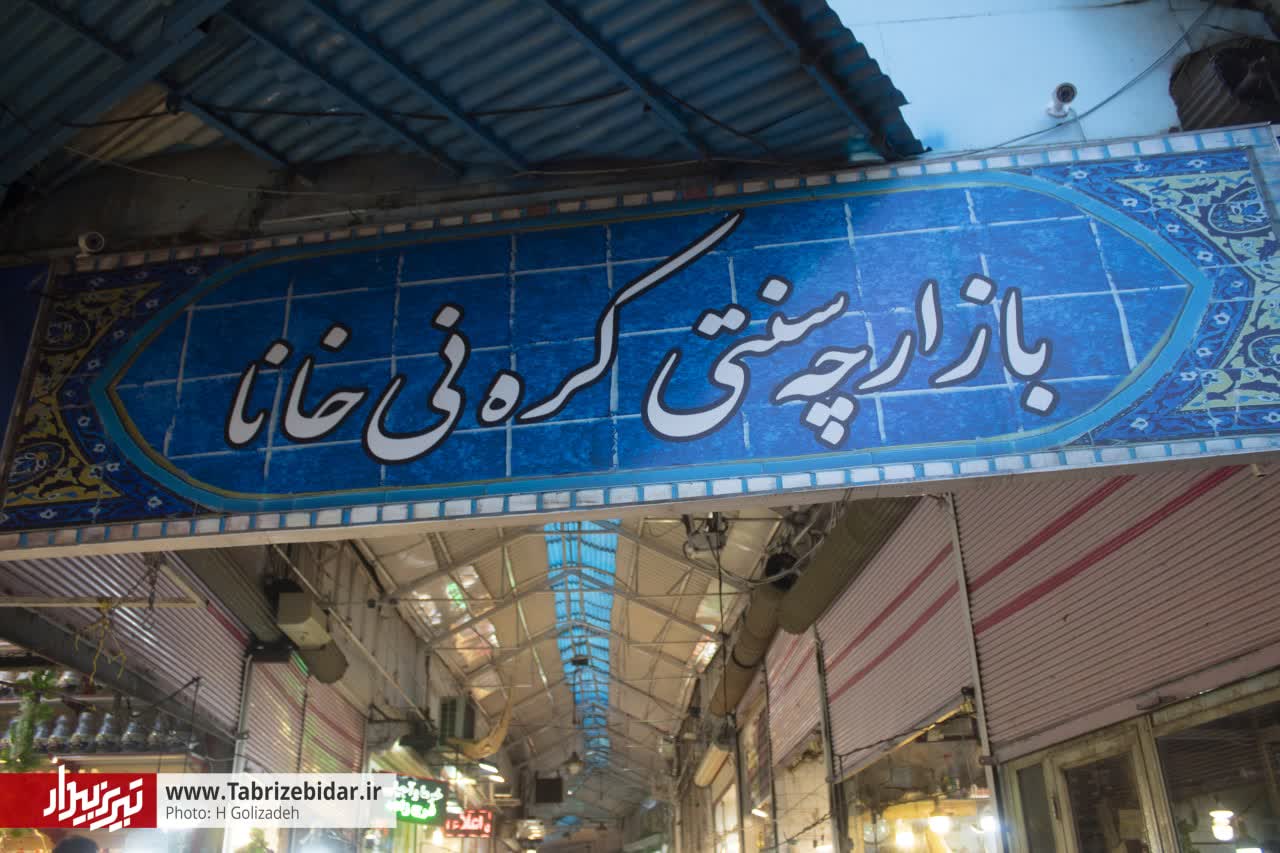 بازارچه سنتی کره نی خانا
تبریزبیدار
www.Tabrizebidar.ir
Photo: H Golizadeh